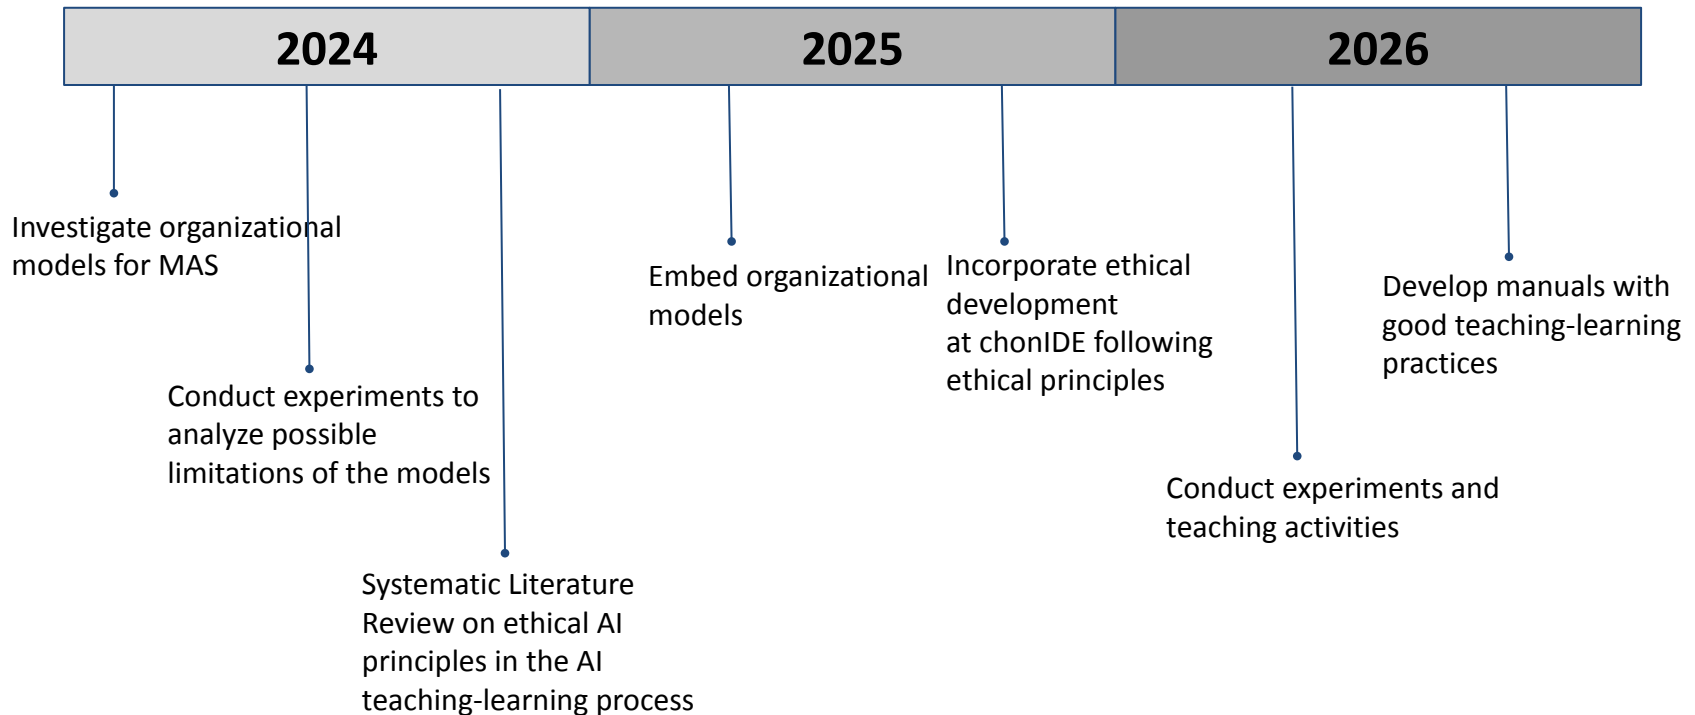 2024
2025
2026
Investigate organizational
models for MAS
Conduct experiments to
analyze possible
limitations of the models
Systematic Literature
Review on ethical AI
principles in the AI
teaching-learning process
Embed organizational
models
Incorporate ethical
development
at chonIDE following
ethical principles
Conduct experiments and
teaching activities
Develop manuals with
good teaching-learning
practices